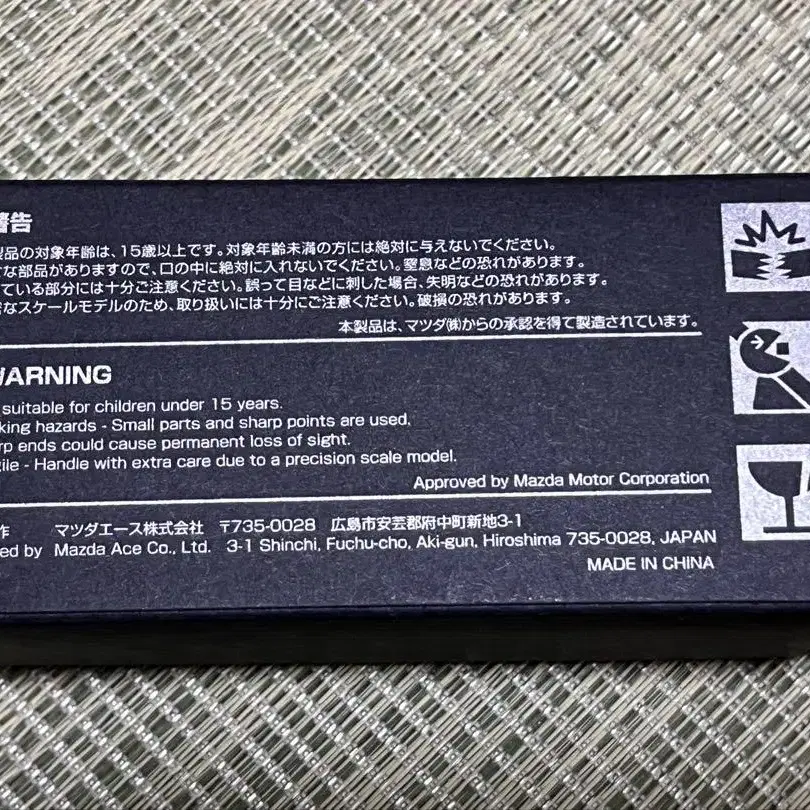 警告
製品の対象年齢は、15歳以上です。対象年齢未満の方には絶対に与えないでください。
な部品がありますので、口の中に絶対に入れないでください。窒息などの恐れがあります。
ている部分には十分ご注意ください。誤って目などに刺した場合、失明などの恐れがあります。
なスケールモデルのため、取り扱いには十分にご注意ください。破損の恐れがあります。
本製品は、マツダ㈱からの承認を得て製造されています。
WARNING
suitable for children under 15 years.
king hazards - Small parts and sharp points are used.
rp ends could cause permanent loss of sight.
ile - Handle with extra care due to a precision scale model.
Approved by Mazda Motor Corporation
作 マツダエース株式会社 〒735-0028 広島市安芸郡府中町新地3-1
ed by Mazda Ace Co., Ltd. 3-1 Shinchi, Fuchu-cho, Aki-gun, Hiroshima 735-0028, JAPAN
MADE IN CHINA